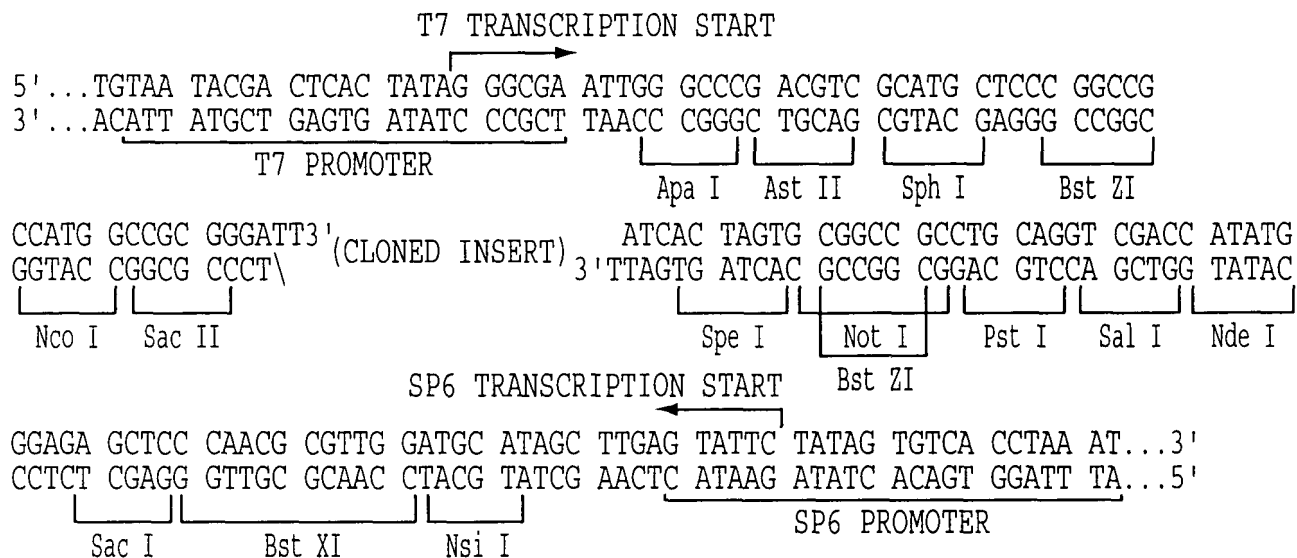 T7 TRANSCRIPTION START
5'...TGTAA TACGA CTCAC TATAG GGCGA ATTGG GCCCG ACGTC GCATG CTCCC GGCCG
3'...ACATT ATGCT GAGTG ATATC CCGCT TAACC CGGGC TGCAG CGTAC GAGGG CCGGC
T7 PROMOTER
Apa I Ast II Sph I Bst ZI
CCATG GCCGC GGGATT3' (CLONED INSERT) ATCAC TAGTG CGGCC GCCTG CAGGT CGACC ATATG
GGTAC CGGCG CCCT\ 3'TTAGTG ATCAC GCCGG CGGAC GTCCA GCTGG TATAC
Nco I Sac II Spe I Not I Pst I Sal I Nde I
Bst ZI
SP6 TRANSCRIPTION START
GGAGA GCTCC CAACG CGTTG GATGC ATAGC TTGAG TATTC TATAG TGTCA CCTAA AT...3'
CCTCT CGAGG GTTGC GCAAC CTACG TATCG AACTC ATAAG ATATC ACAGT GGATT TA...5'
SP6 PROMOTER
Sac I Bst XI Nsi I